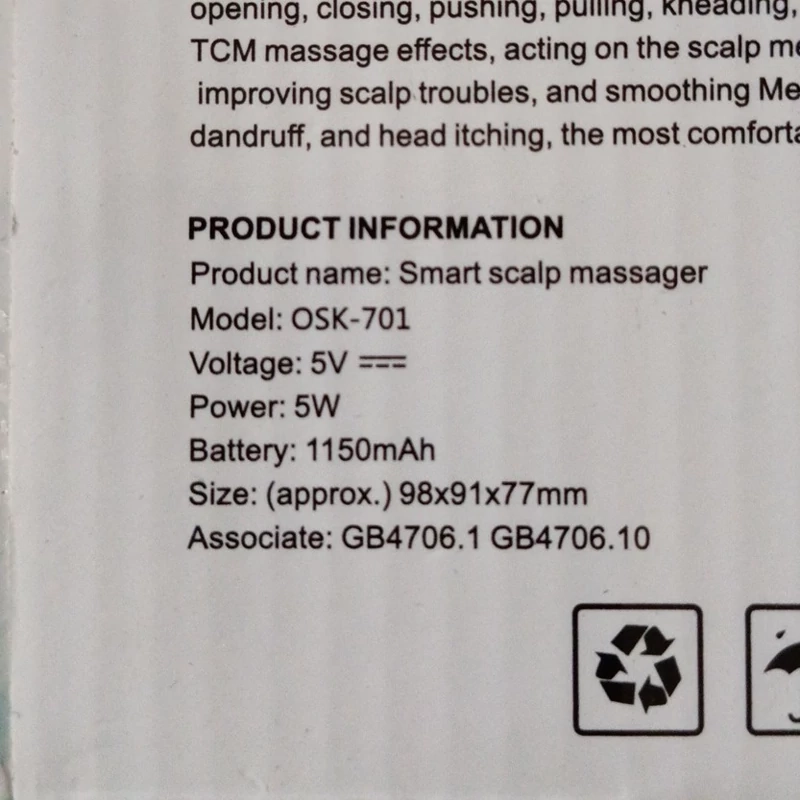 opening, closing, pushing, pulling, kneading,
TCM massage effects, acting on the scalp
improving scalp troubles, and smoothing
dandruff, and head itching, the most
PRODUCT INFORMATION
Product name: Smart scalp massager
Model: OSK-701
Voltage: 5V ⎓
Power: 5W
Battery: 1150mAh
Size: (approx.) 98x91x77mm
Associate: GB4706.1 GB4706.10